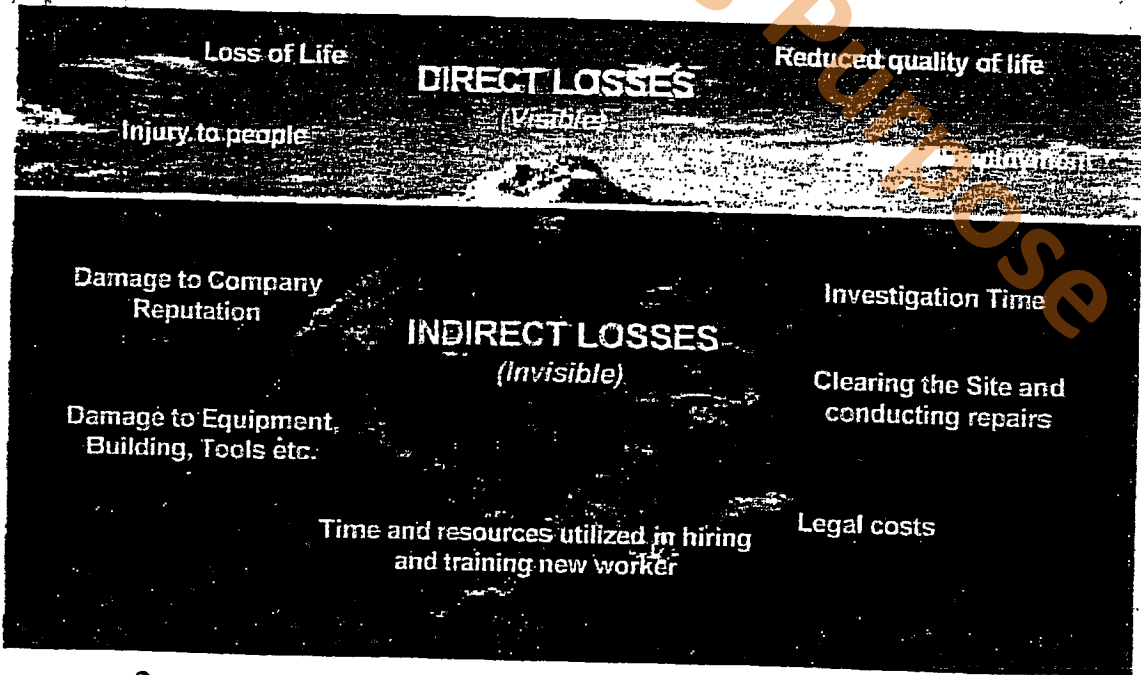 Purpose
Loss of Life
Reduced quality of life
DIRECT LOSSES
(Visible)
Injury to people
Damage to Company
Reputation
Investigation Time
INDIRECT LOSSES
(Invisible)
Clearing the Site and
conducting repairs
Damage to Equipment,
Building, Tools etc.
Legal costs
Time and resources utilized in hiring
and training new worker